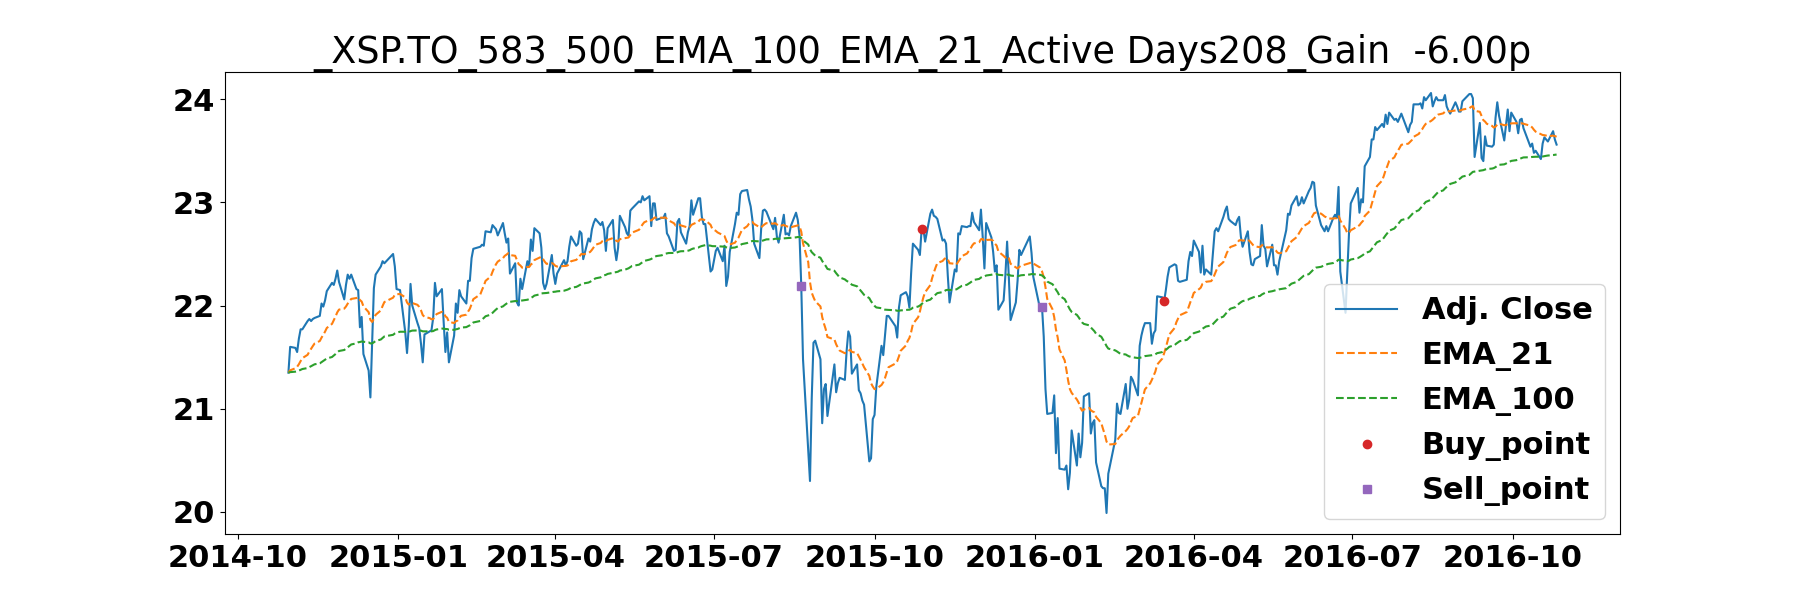 _XSP.TO_583_500_EMA_100_EMA_21_Active Days208_Gain  -6.00p
24
23
22
21
20
2014-10 2015-01 2015-04 2015-07 2015-10 2016-01 2016-04 2016-07 2016-10
Adj. Close
EMA_21
EMA_100
Buy_point
Sell_point